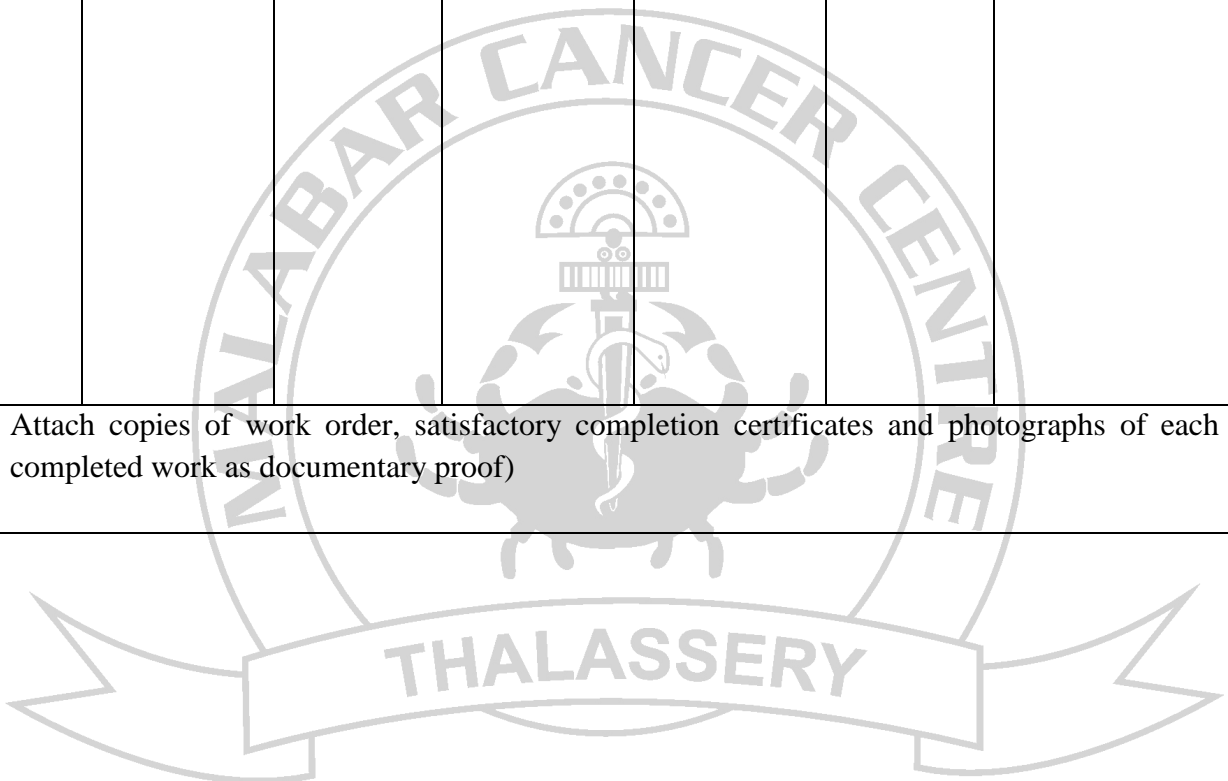 MALABAR CANCER CENTRE
Attach copies of work order, satisfactory completion certificates and photographs of each
completed work as documentary proof)
THALASSERY